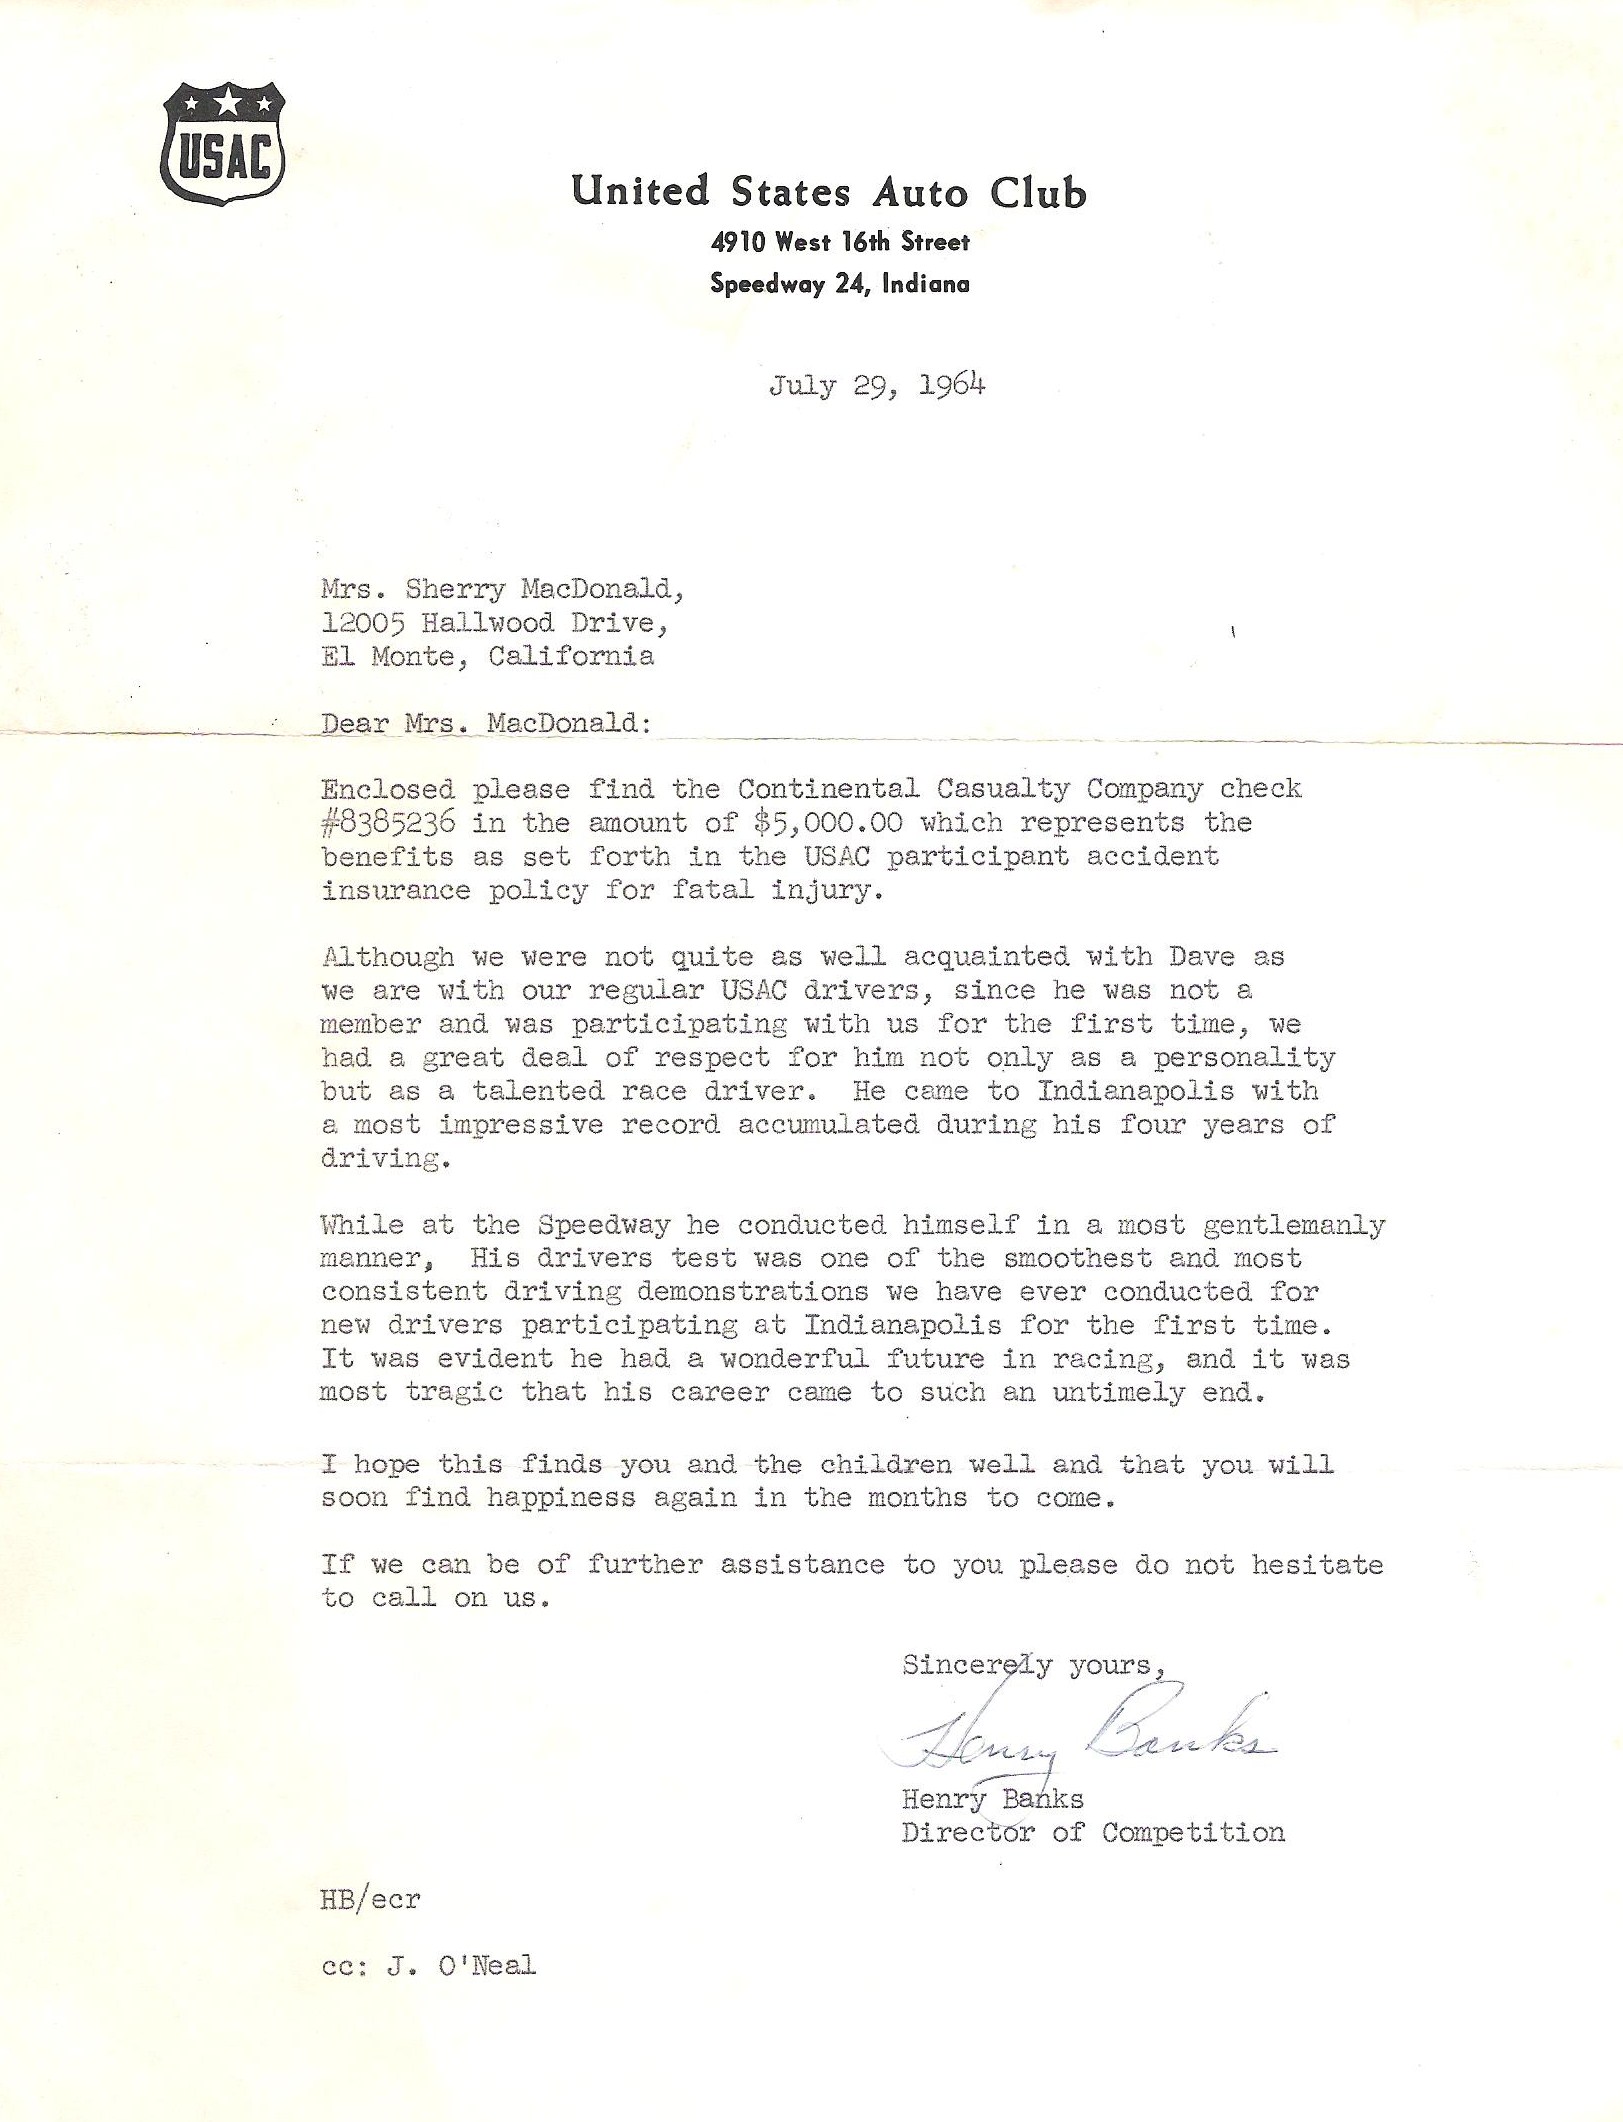 USAC
United States Auto Club
4910 West 16th Street
Speedway 24, Indiana
July 29, 1964
Mrs. Sherry MacDonald,
12005 Hallwood Drive,
El Monte, California
Dear Mrs. MacDonald:
Enclosed please find the Continental Casualty Company check
#8385236 in the amount of $5,000.00 which represents the
benefits as set forth in the USAC participant accident
insurance policy for fatal injury.
Although we were not quite as well acquainted with Dave as
we are with our regular USAC drivers, since he was not a
member and was participating with us for the first time, we
had a great deal of respect for him not only as a personality
but as a talented race driver.  He came to Indianapolis with
a most impressive record accumulated during his four years of
driving.
While at the Speedway he conducted himself in a most gentlemanly
manner,  His drivers test was one of the smoothest and most
consistent driving demonstrations we have ever conducted for
new drivers participating at Indianapolis for the first time.
It was evident he had a wonderful future in racing, and it was
most tragic that his career came to such an untimely end.
I hope this finds you and the children well and that you will
soon find happiness again in the months to come.
If we can be of further assistance to you please do not hesitate
to call on us.
Sincerely yours,
Henry Banks
Henry Banks
Director of Competition
HB/ecr
cc: J. O'Neal